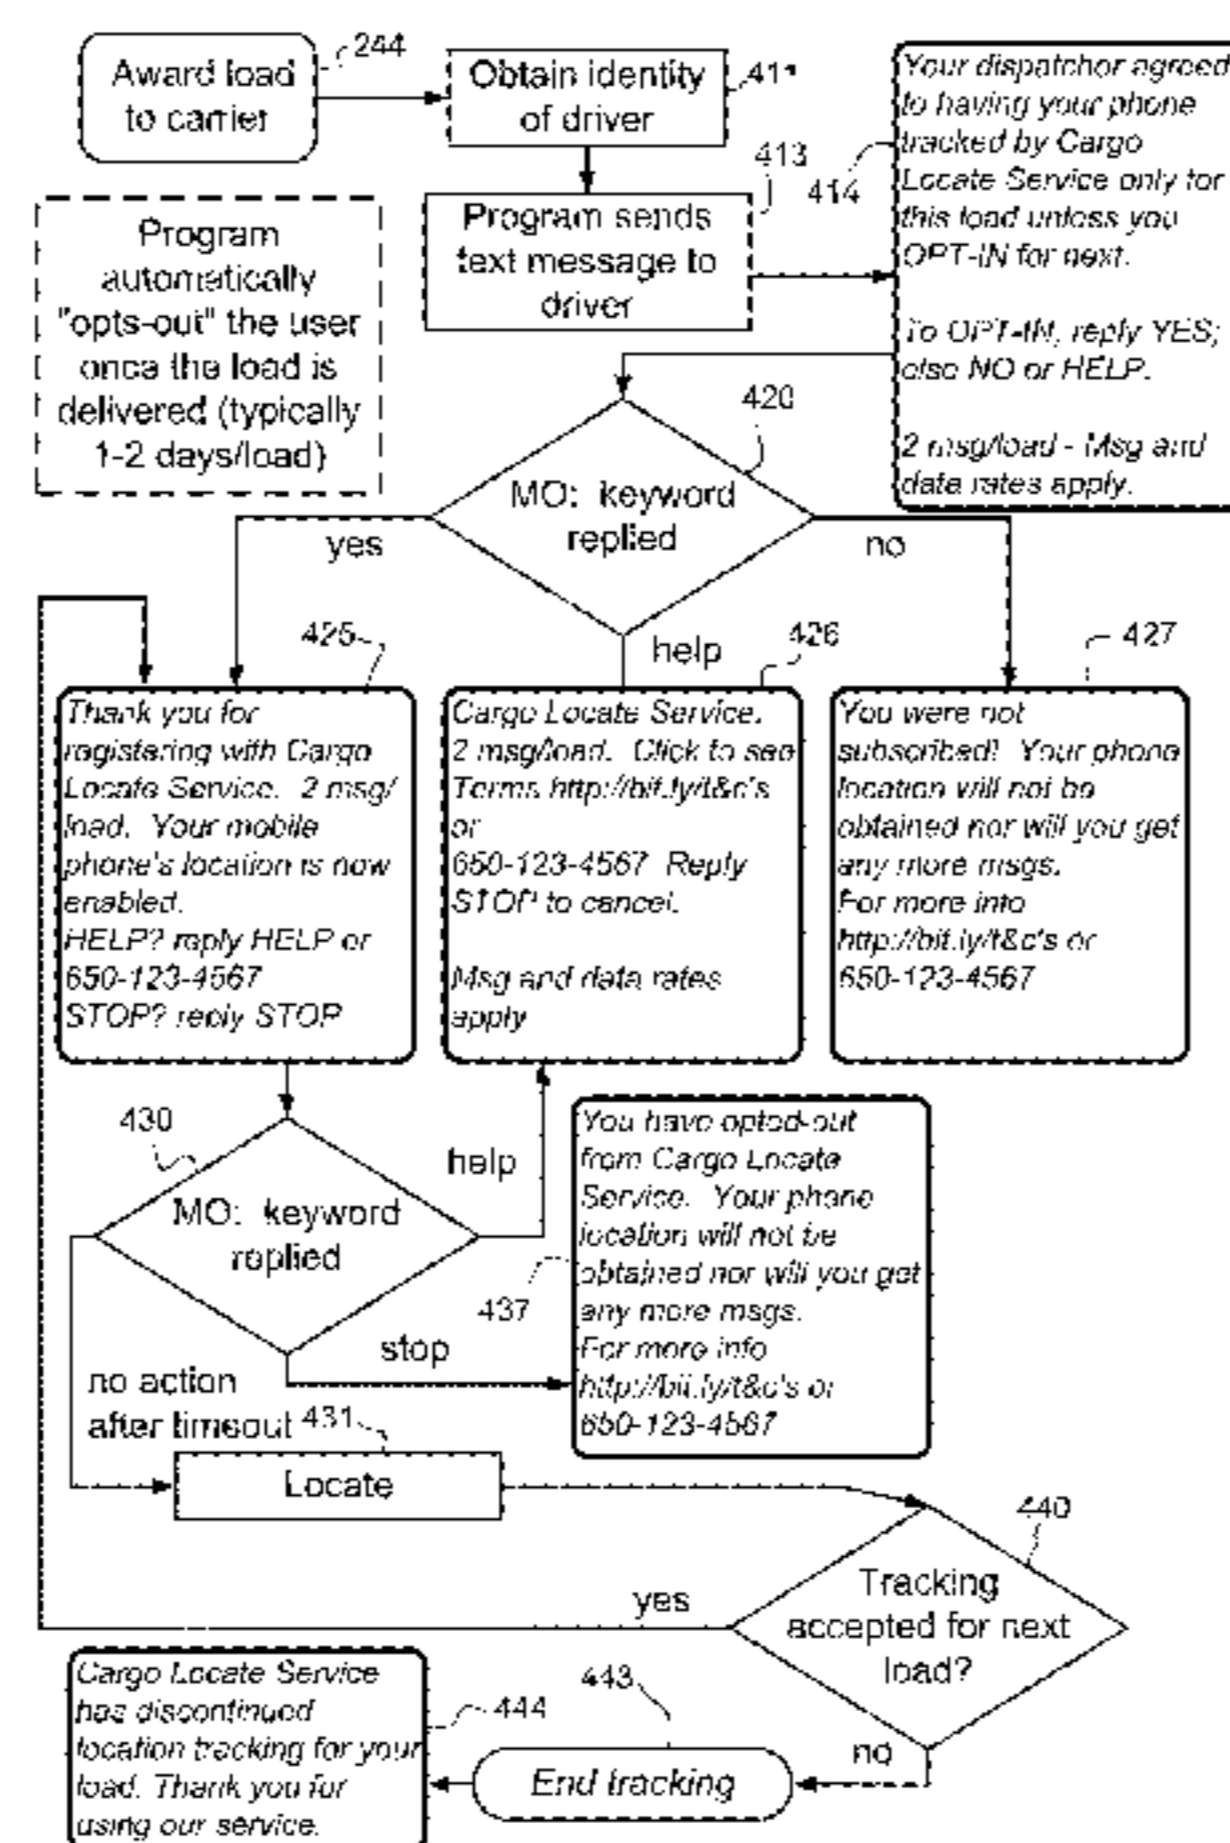 Award load
to carrier
244
Obtain identity
of driver
411
Your dispatchor agreed
to having your phone
tracked by Cargo
Locate Service only for
this load unless you
OPT-IN for next.
To OPT-IN, reply YES;
else NO or HELP.
2 msg/load - Msg and
data rates apply.
413
414
Program sends
text message to
driver
Program
automatically
"opts-out" the user
once the load is
delivered (typically
1-2 days/load)
420
MO: keyword
replied
yes
no
help
425
426
427
Thank you for
registering with Cargo
Locate Service. 2 msg/
load. Your mobile
phone's location is now
enabled.
HELP? reply HELP or
650-123-4567
STOP? reply STOP
Cargo Locate Service.
2 msg/load. Click to see
Terms http://bit.ly/t&c's
or
650-123-4567 Reply
STOP to cancel.
Msg and data rates
apply
You were not
subscribed! Your phone
location will not be
obtained nor will you get
any more msgs.
For more info
http://bit.ly/t&c's or
650-123-4567
430
MO: keyword
replied
help
stop
no action
after timeout
437
You have opted-out
from Cargo Locate
Service. Your phone
location will not be
obtained nor will you get
any more msgs.
For more info
http://bit.ly/t&c's or
650-123-4567
431
Locate
440
Tracking
accepted for next
load?
yes
no
443
End tracking
444
Cargo Locate Service
has discontinued
location tracking for your
load. Thank you for
using our service.